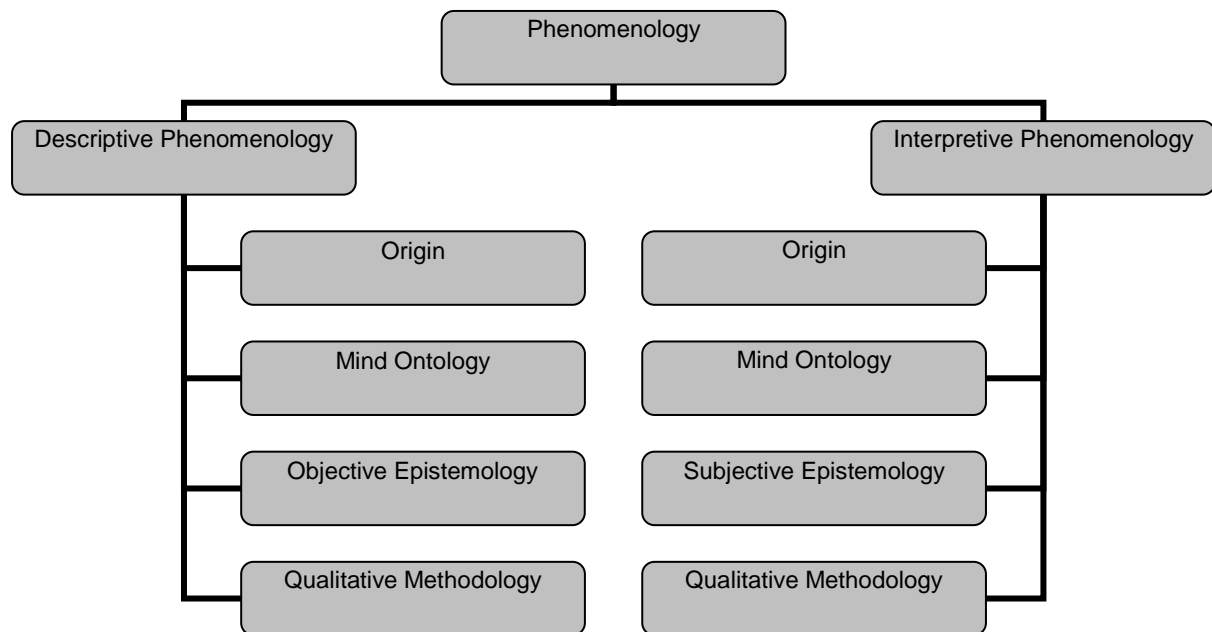 Phenomenology
Descriptive Phenomenology
Interpretive Phenomenology
Origin
Origin
Mind Ontology
Mind Ontology
Objective Epistemology
Subjective Epistemology
Qualitative Methodology
Qualitative Methodology